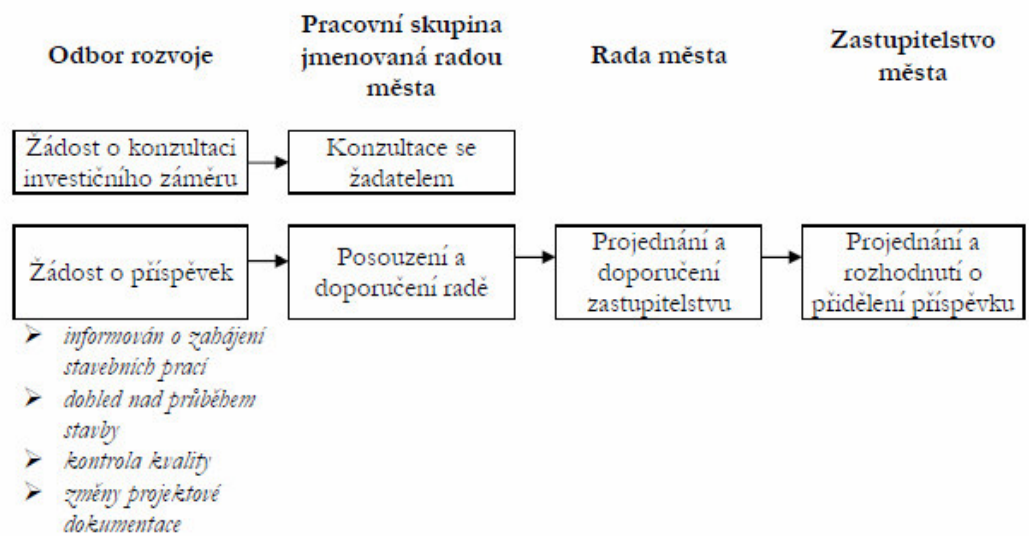 Odbor rozvoje
Pracovní skupina
jmenovaná radou
města
Rada města
Zastupitelstvo
města
Žádost o konzultaci
investičního záměru
Konzultace se
žadatelem
Žádost o příspěvek
Posouzení a
doporučení radě
Projednání a
doporučení
zastupitelstvu
Projednání a
rozhodnutí o
přidělení příspěvku
➢ informován o zahájení
stavebních prací
➢ dohled nad průběhem
stavby
➢ kontrola kvality
➢ změny projektové
dokumentace